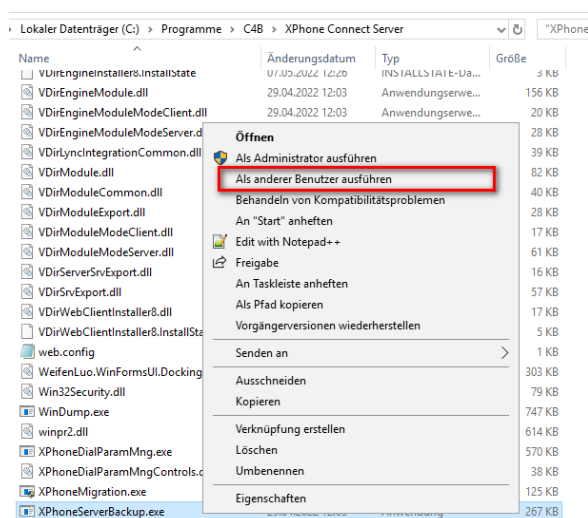 Lokaler Datenträger (C:) > Programme > C4B > XPhone Connect Server "XPhone
Name Änderungsdatum Typ Größe
VDirEngineInstaller8.InstallState 07.05.2022 12:26 INSTALLSTATE-Da... 3 KB
VDirEngineModule.dll 29.04.2022 12:03 Anwendungserwe... 156 KB
VDirEngineModuleModeClient.dll 29.04.2022 12:03 Anwendungserwe... 20 KB
VDirEngineModuleModeServer.d 28 KB
VDirLyncIntegrationCommon.dll 39 KB
VDirModule.dll 82 KB
VDirModuleCommon.dll 40 KB
VDirModuleExport.dll 28 KB
VDirModuleModeClient.dll 17 KB
VDirModuleModeServer.dll 61 KB
VDirServerSrvExport.dll 16 KB
VDirSrvExport.dll 57 KB
VDirWebClientInstaller8.dll 17 KB
VDirWebClientInstaller8.InstallSta 5 KB
web.config 1 KB
WeifenLuo.WinFormsUI.Docking 303 KB
Win32Security.dll 79 KB
WinDump.exe 747 KB
winpr2.dll 614 KB
XPhoneDialParamMng.exe 570 KB
XPhoneDialParamMngControls.d 38 KB
XPhoneMigration.exe 125 KB
XPhoneServerBackup.exe 29.04.2022 12:03 Anwendung 267 KB
Öffnen
Als Administrator ausführen
Als anderer Benutzer ausführen
Behandeln von Kompatibilitätsproblemen
An "Start" anheften
Edit with Notepad++
Freigabe
An Taskleiste anheften
Als Pfad kopieren
Vorgängerversionen wiederherstellen
Senden an
Ausschneiden
Kopieren
Verknüpfung erstellen
Löschen
Umbenennen
Eigenschaften